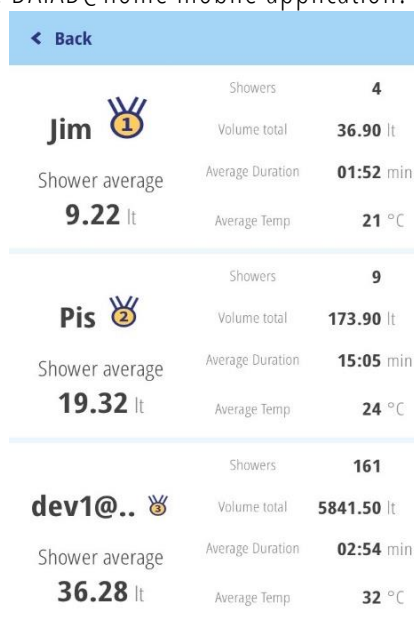 DAIAD@home mobile application.
Back
Jim 1
Shower average
9.22 lt
Showers 4
Volume total 36.90 lt
Average Duration 01:52 min
Average Temp 21 °C
Pis 2
Shower average
19.32 lt
Showers 9
Volume total 173.90 lt
Average Duration 15:05 min
Average Temp 24 °C
dev1@.. 3
Shower average
36.28 lt
Showers 161
Volume total 5841.50 lt
Average Duration 02:54 min
Average Temp 32 °C